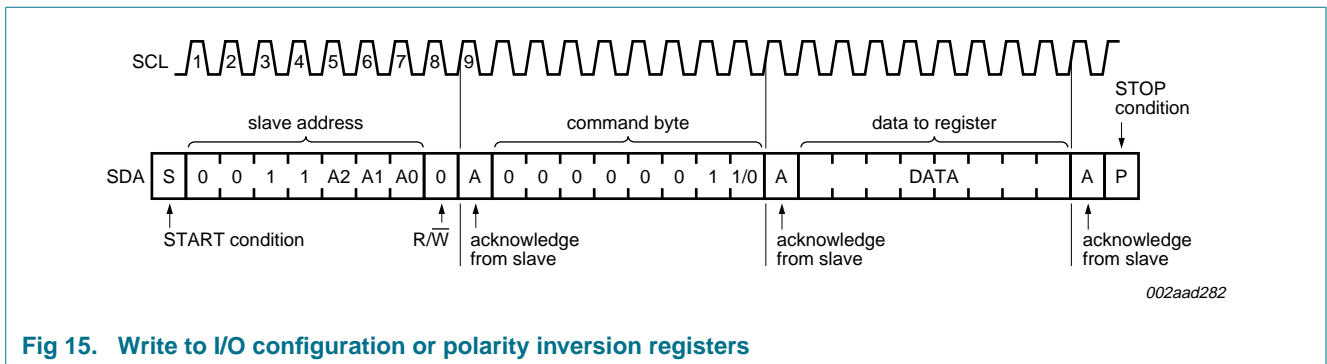 SCL 1 2 3 4 5 6 7 8 9
STOP
condition
slave address command byte data to register
SDA S 0 0 1 1 A2 A1 A0 0 A 0 0 0 0 0 0 1 1/0 A DATA A P
START condition R/W̅ acknowledge
from slave acknowledge
from slave acknowledge
from slave
002aad282
Fig 15. Write to I/O configuration or polarity inversion registers